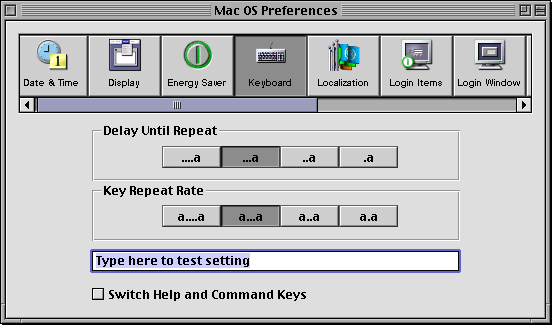 Mac OS Preferences
Date & Time Display Energy Saver Keyboard Localization Login Items Login Window
Delay Until Repeat
....a ...a ..a .a
Key Repeat Rate
a....a a...a a..a a.a
Type here to test setting
Switch Help and Command Keys